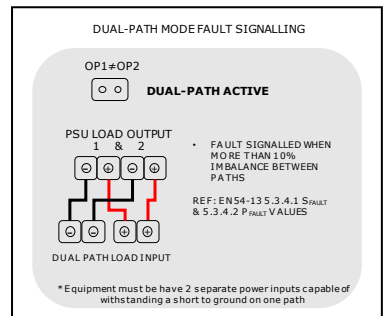 DUAL-PATH MODE FAULT SIGNALLING
OP1≠OP2
DUAL-PATH ACTIVE
PSU LOAD OUTPUT
1 & 2
• FAULT SIGNALLED WHEN
MORE THAN 10%
IMBALANCE BETWEEN
PATHS
REF: EN54-13 5.3.4.1 SFAULT
& 5.3.4.2 PFAULT VALUES
- + - +
- - + +
DUAL PATH LOAD INPUT
*Equipment must be have 2 separate power inputs capable of
withstanding a short to ground on one path